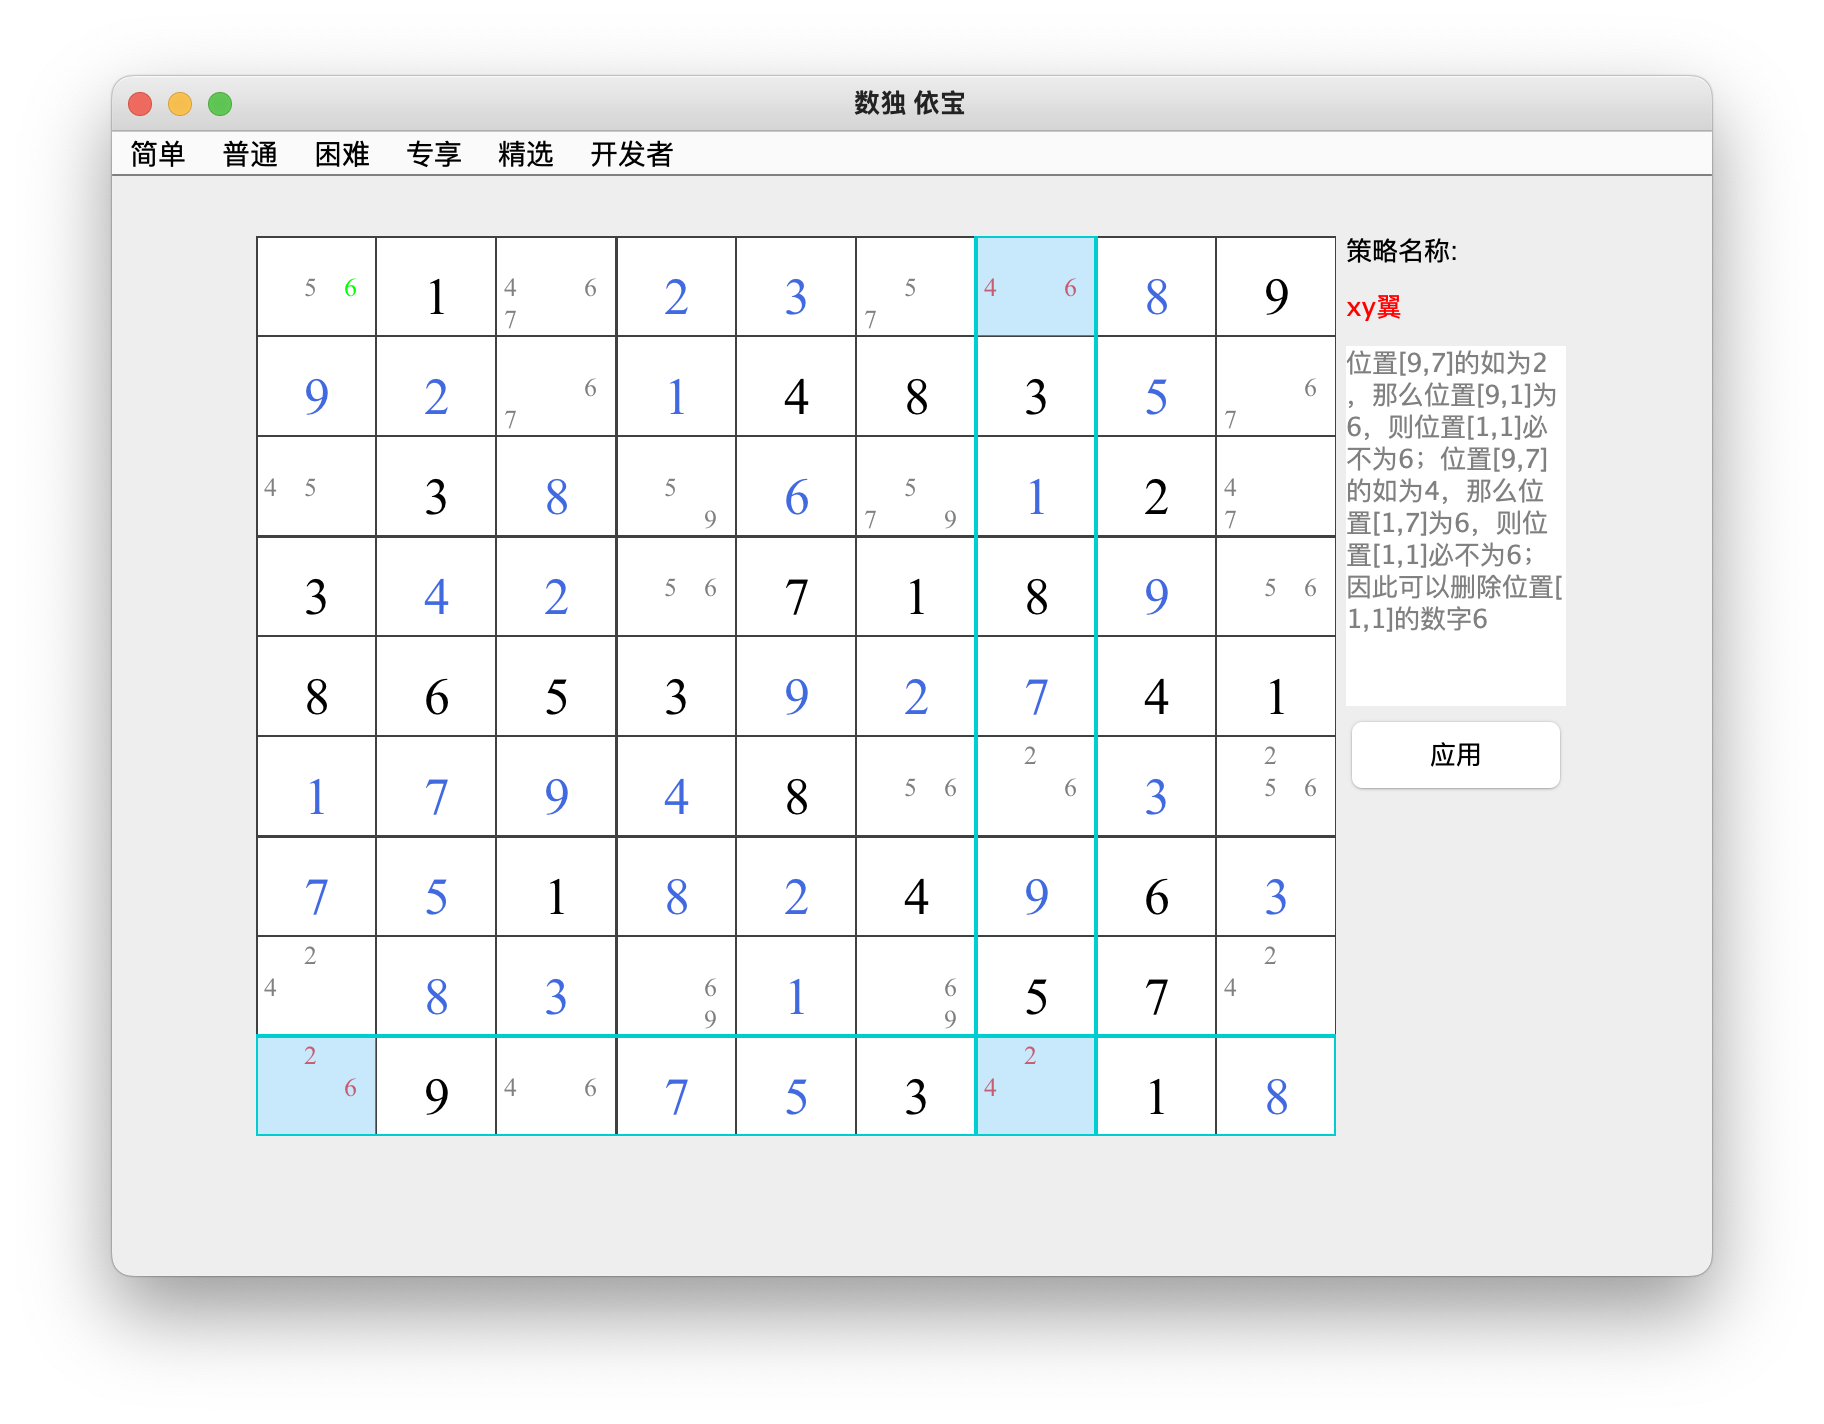 数独 依宝
简单 普通 困难 专享 精选 开发者
5 6 1 4 6 7 2 3 5 7 4 6 8 9
9 2 6 7 1 4 8 3 5 6 7
4 5 3 8 5 9 6 5 7 9 1 2 4 7
3 4 2 5 6 7 1 8 9 5 6
8 6 5 3 9 2 7 4 1
1 7 9 4 8 5 6 2 6 3 2 5 6
7 5 1 8 2 4 9 6 3
2 4 8 3 6 9 1 6 9 5 7 2 4
2 6 9 4 6 7 5 3 2 4 1 8
策略名称:
xy翼
位置[9,7]的如为2
，那么位置[9,1]为
6，则位置[1,1]必
不为6；位置[9,7]
的如为4，那么位
置[1,7]为6，则位
置[1,1]必不为6；
因此可以删除位置[
1,1]的数字6
应用